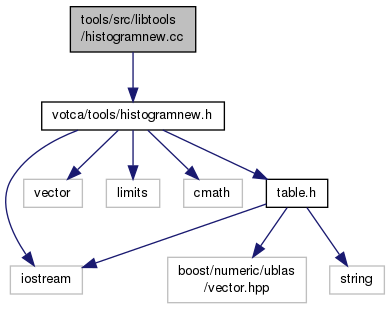 tools/src/libtools
/histogramnew.cc
votca/tools/histogramnew.h
vector
limits
cmath
table.h
iostream
boost/numeric/ublas
/vector.hpp
string